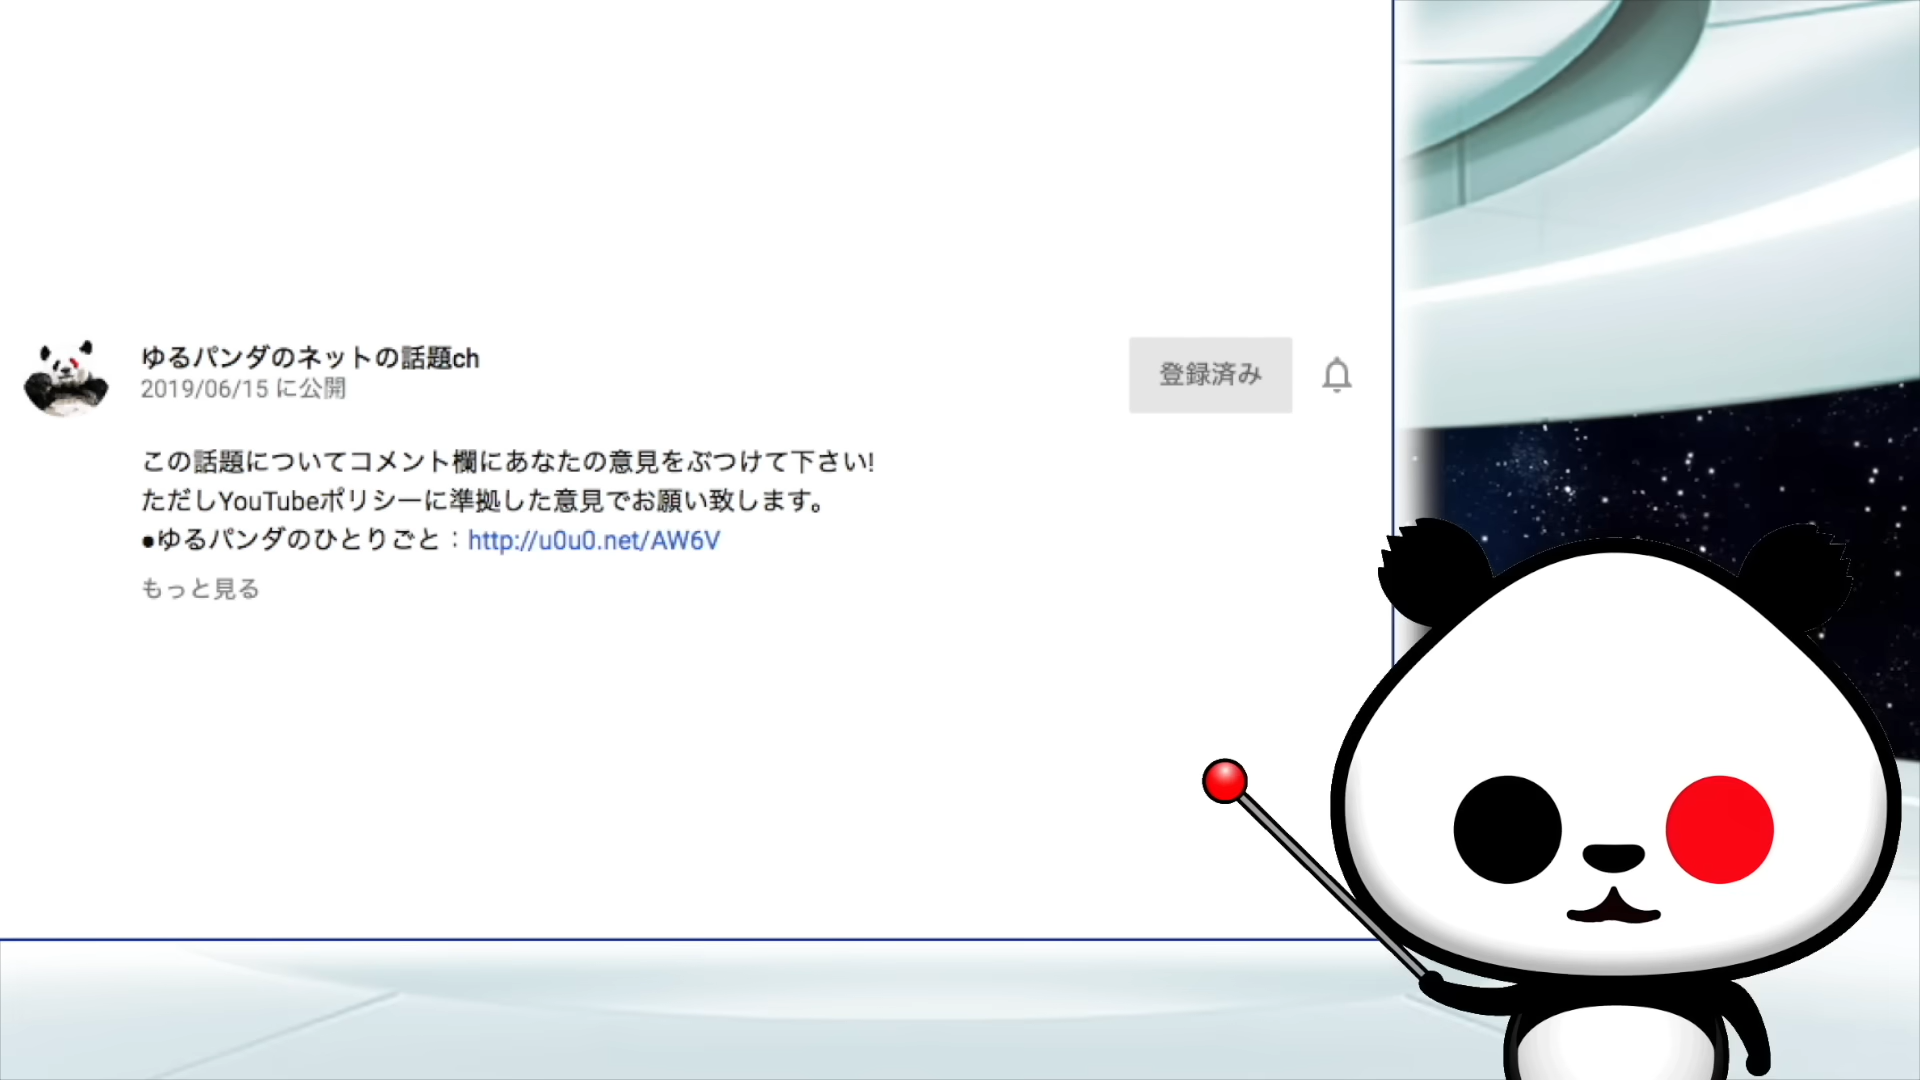 ゆるパンダのネットの話題ch
2019/06/15 に公開
登録済み
この話題についてコメント欄にあなたの意見をぶつけて下さい!
ただしYouTubeポリシーに準拠した意見でお願い致します。
●ゆるパンダのひとりごと：http://u0u0.net/AW6V
もっと見る